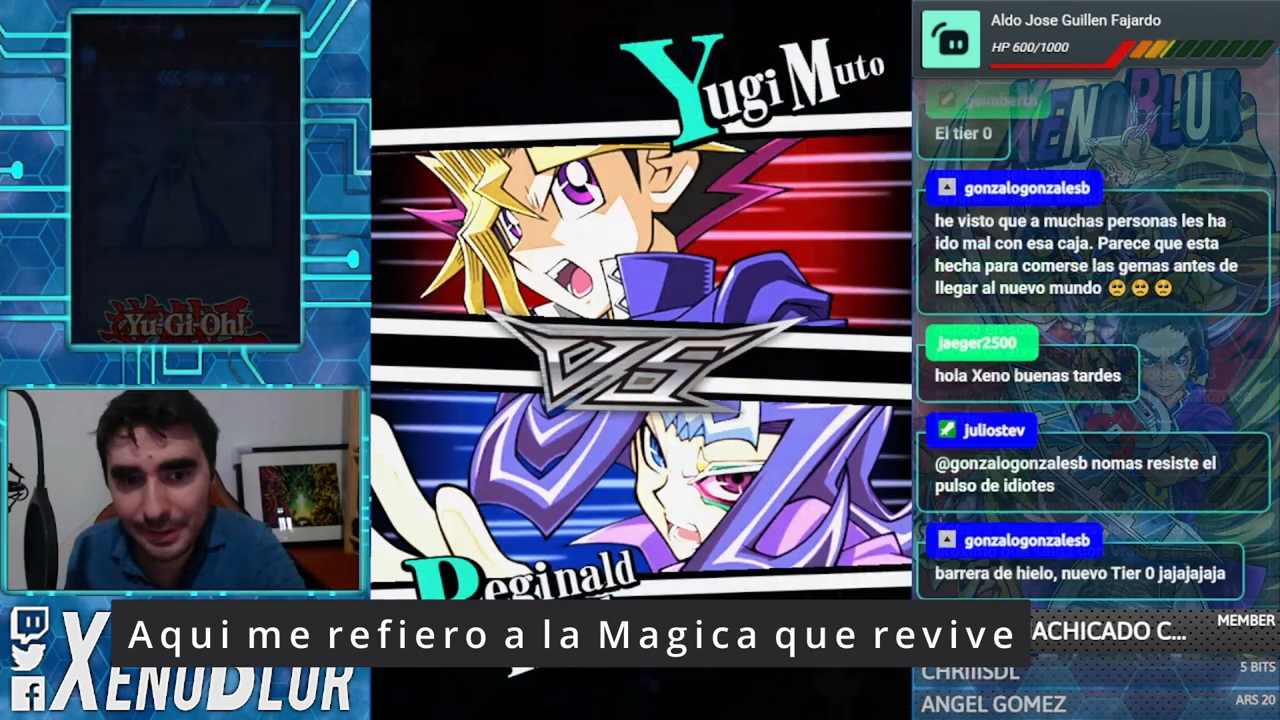 Yu-Gi-Oh!
Yugi Muto
VS
Reginald
Aldo Jose Guillen Fajardo
HP 600/1000
XENOBLUR
El tier 0
gonzalogonzalesb
he visto que a muchas personas les ha
ido mal con esa caja. Parece que esta
hecha para comerse las gemas antes de
llegar al nuevo mundo 🥺 🥺 🥺
jaeger2500
hola Xeno buenas tardes
juliostev
@gonzalogonzalesb nomas resiste el
pulso de idiotes
gonzalogonzalesb
barrera de hielo, nuevo Tier 0 jajajajaja
Aqui me refiero a la Magica que revive
XENOBLUR
ACHICADO C...
MEMBER
CHRIIISDL
5 BITS
ANGEL GOMEZ
ARS 20